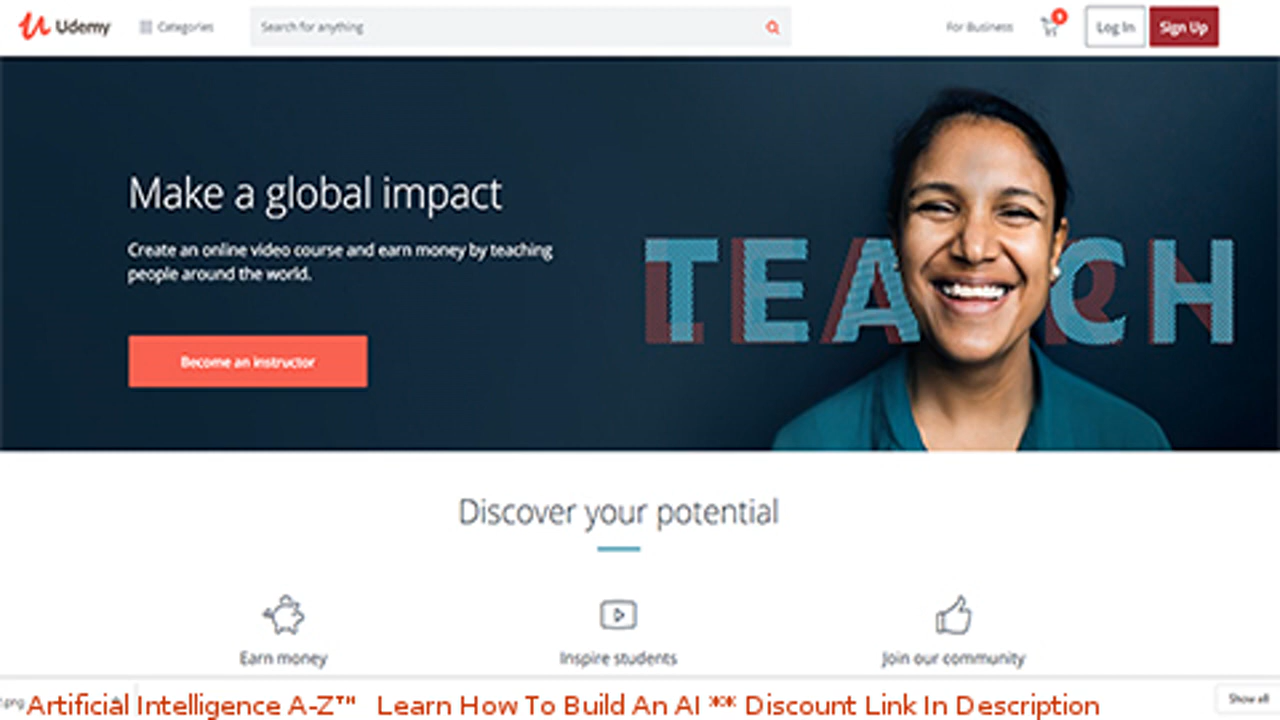 Udemy
Categories
Search for anything
For Business
Log In
Sign Up
Make a global impact
Create an online video course and earn money by teaching
people around the world.
TEACH
Become an instructor
Discover your potential
Earn money
Inspire students
Join our community
.png
Show all
Artificial Intelligence A-Z™ Learn How To Build An AI ** Discount Link In Description